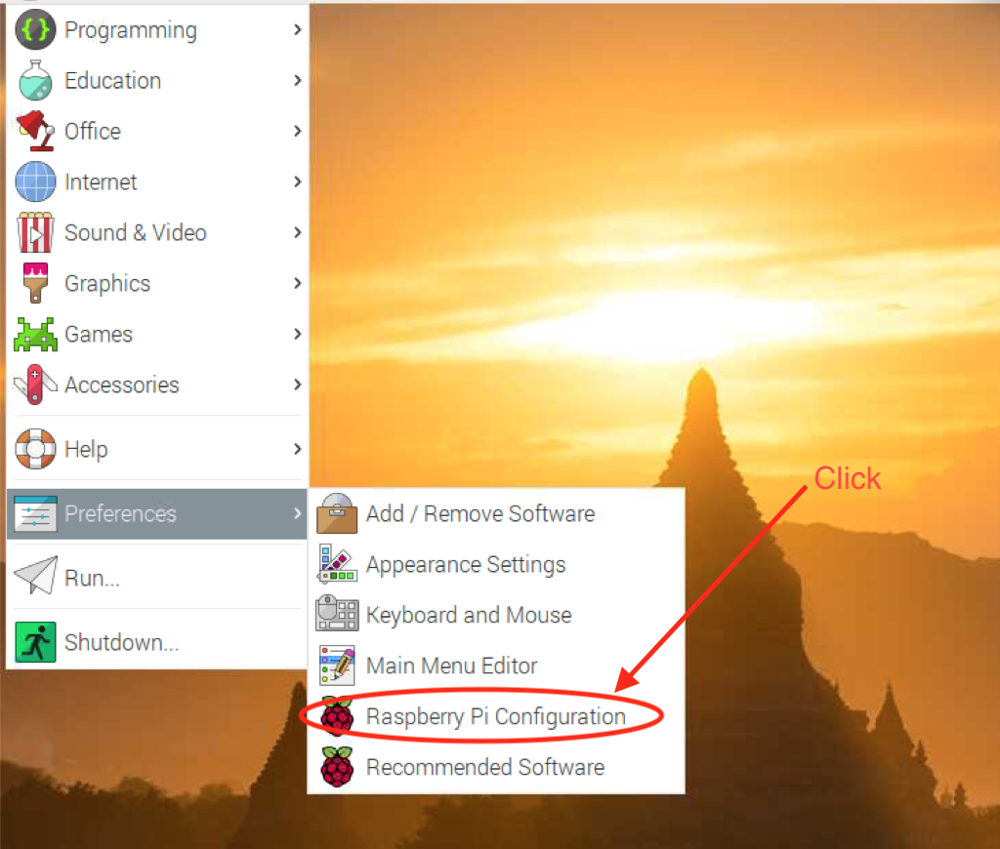 Programming
Education
Office
Internet
Sound & Video
Graphics
Games
Accessories
Help
Preferences
Run...
Shutdown...
Add / Remove Software
Appearance Settings
Keyboard and Mouse
Main Menu Editor
Raspberry Pi Configuration
Recommended Software
Click